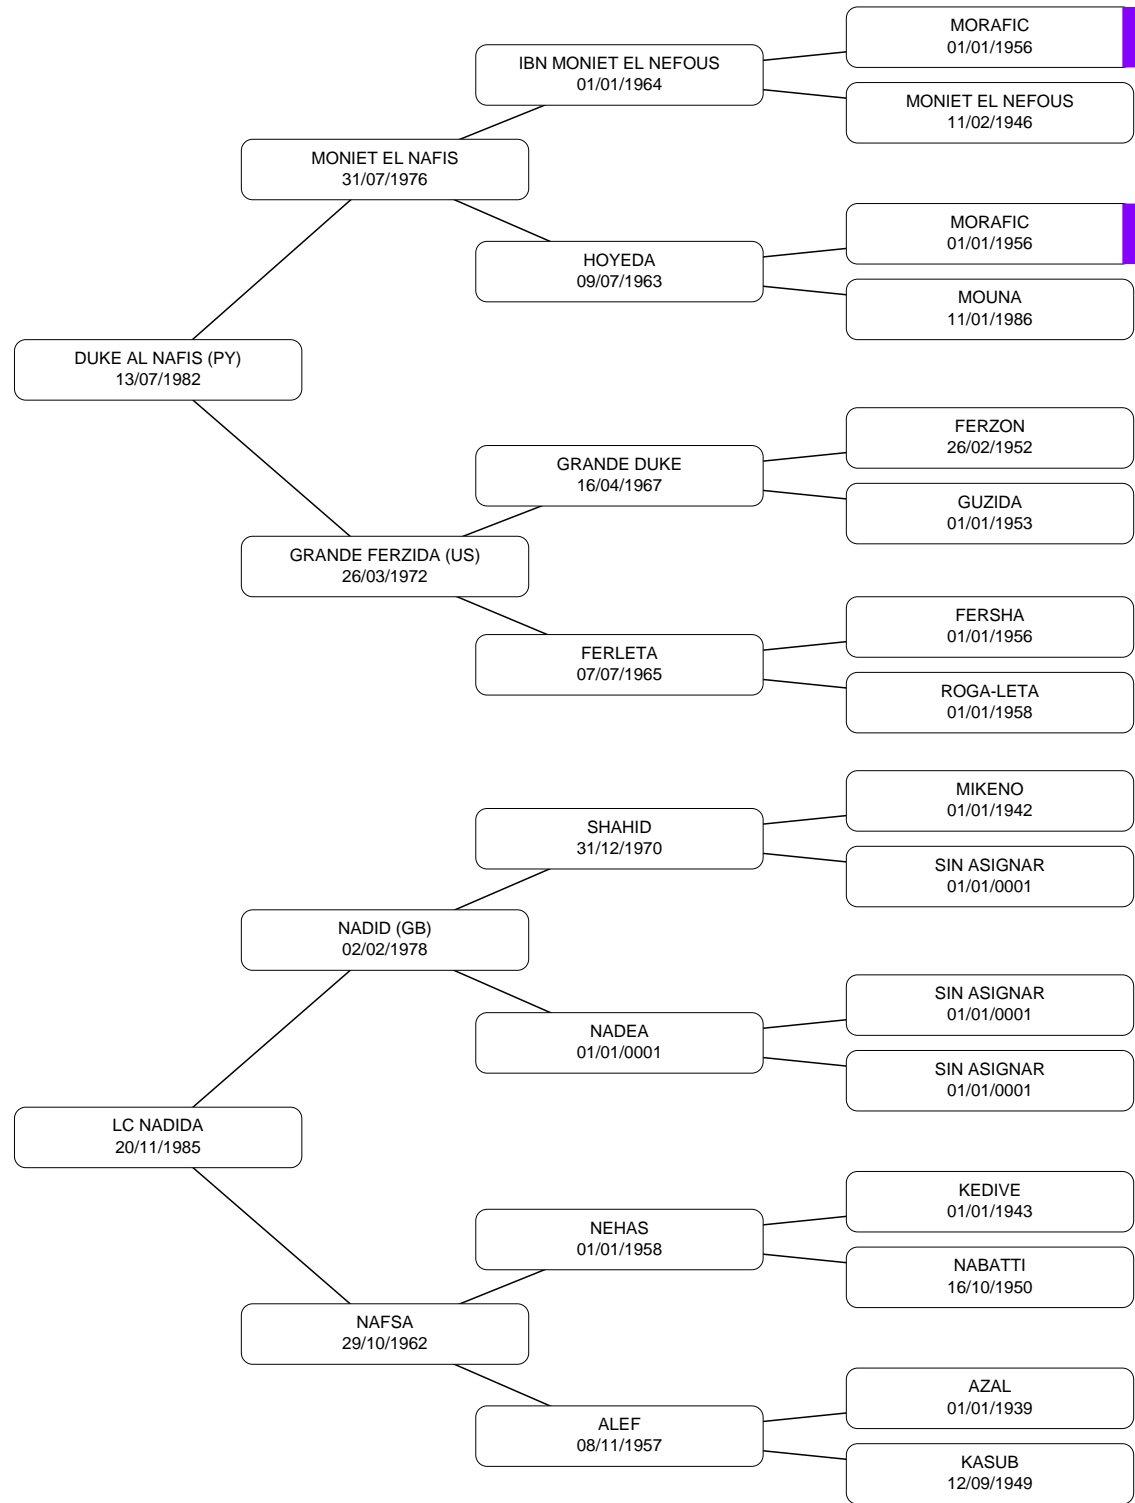 MORAFIC
01/01/1956
IBN MONIET EL NEFOUS
01/01/1964
MONIET EL NEFOUS
11/02/1946
MONIET EL NAFIS
31/07/1976
MORAFIC
01/01/1956
HOYEDA
09/07/1963
MOUNA
11/01/1986
DUKE AL NAFIS (PY)
13/07/1982
FERZON
26/02/1952
GRANDE DUKE
16/04/1967
GUZIDA
01/01/1953
GRANDE FERZIDA (US)
26/03/1972
FERSHA
01/01/1956
FERLETA
07/07/1965
ROGA-LETA
01/01/1958
MIKENO
01/01/1942
SHAHID
31/12/1970
SIN ASIGNAR
01/01/0001
NADID (GB)
02/02/1978
SIN ASIGNAR
01/01/0001
NADEA
01/01/0001
SIN ASIGNAR
01/01/0001
LC NADIDA
20/11/1985
KEDIVE
01/01/1943
NEHAS
01/01/1958
NABATTI
16/10/1950
NAFSA
29/10/1962
AZAL
01/01/1939
ALEF
08/11/1957
KASUB
12/09/1949